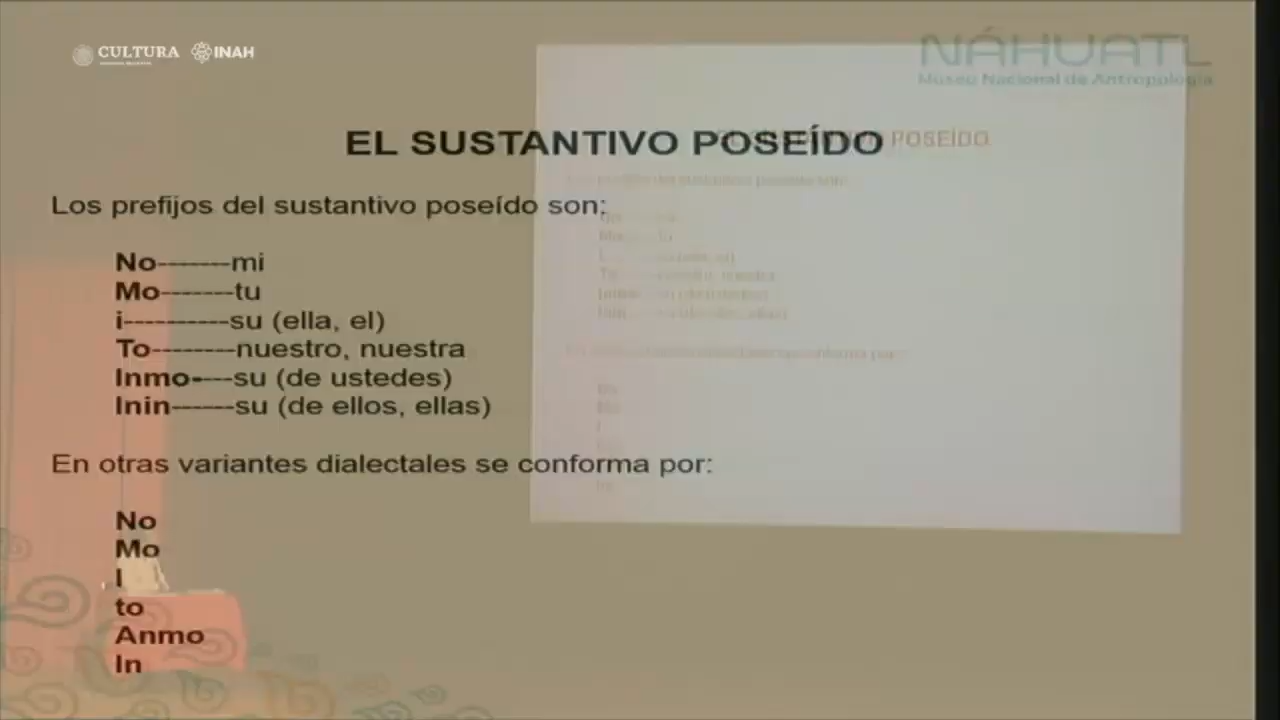 CULTURA INAH
NÁHUATL
Museo Nacional de Antropología
EL SUSTANTIVO POSEÍDO
Los prefijos del sustantivo poseído son;
No-------mi
Mo-------tu
i----------su (ella, el)
To--------nuestro, nuestra
Inmo----su (de ustedes)
Inin------su (de ellos, ellas)
En otras variantes dialectales se conforma por:
No
Mo
I
to
Anmo
In
POSEÍDO